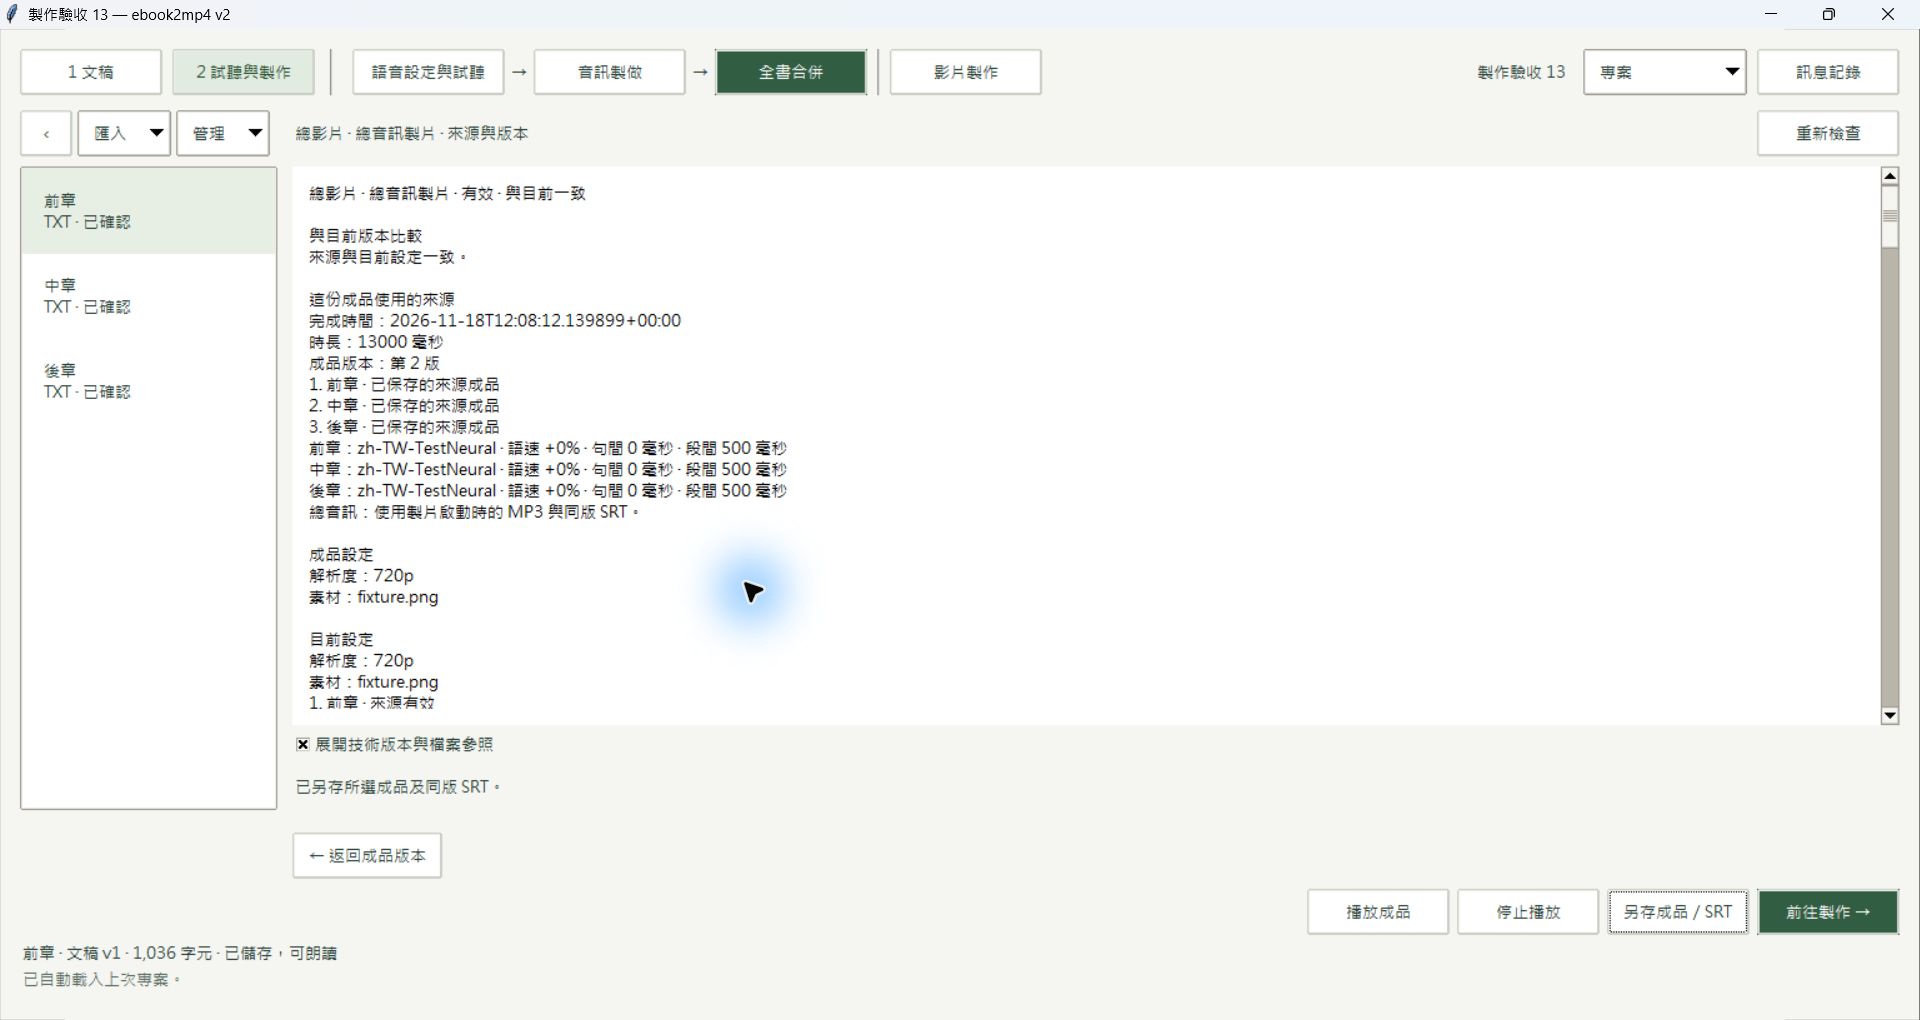 製作驗收 13 — ebook2mp4 v2
1 文稿
2 試聽與製作
語音設定與試聽
→
音訊製做
→
全書合併
影片製作
製作驗收 13
專案
訊息記錄
‹
匯入
管理
總影片 · 總音訊製片 · 來源與版本
重新檢查
前章
TXT · 已確認
中章
TXT · 已確認
後章
TXT · 已確認
總影片 · 總音訊製片 · 有效 · 與目前一致
與目前版本比較
來源與目前設定一致。
這份成品使用的來源
完成時間：2026-11-18T12:08:12.139899+00:00
時長：13000 毫秒
成品版本：第 2 版
1. 前章 · 已保存的來源成品
2. 中章 · 已保存的來源成品
3. 後章 · 已保存的來源成品
前章：zh-TW-TestNeural · 語速 +0% · 句間 0 毫秒 · 段間 500 毫秒
中章：zh-TW-TestNeural · 語速 +0% · 句間 0 毫秒 · 段間 500 毫秒
後章：zh-TW-TestNeural · 語速 +0% · 句間 0 毫秒 · 段間 500 毫秒
總音訊：使用製片啟動時的 MP3 與同版 SRT。
成品設定
解析度：720p
素材：fixture.png
目前設定
解析度：720p
素材：fixture.png
1. 前章 · 來源有效
展開技術版本與檔案參照
已另存所選成品及同版 SRT。
← 返回成品版本
播放成品
停止播放
另存成品 / SRT
前往製作 →
前章 · 文稿 v1 · 1,036 字元 · 已儲存，可朗讀
已自動載入上次專案。